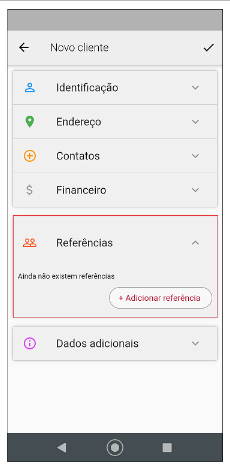 Novo cliente
Identificação
Endereço
Contatos
Financeiro
Referências
Ainda não existem referências
+ Adicionar referência
Dados adicionais